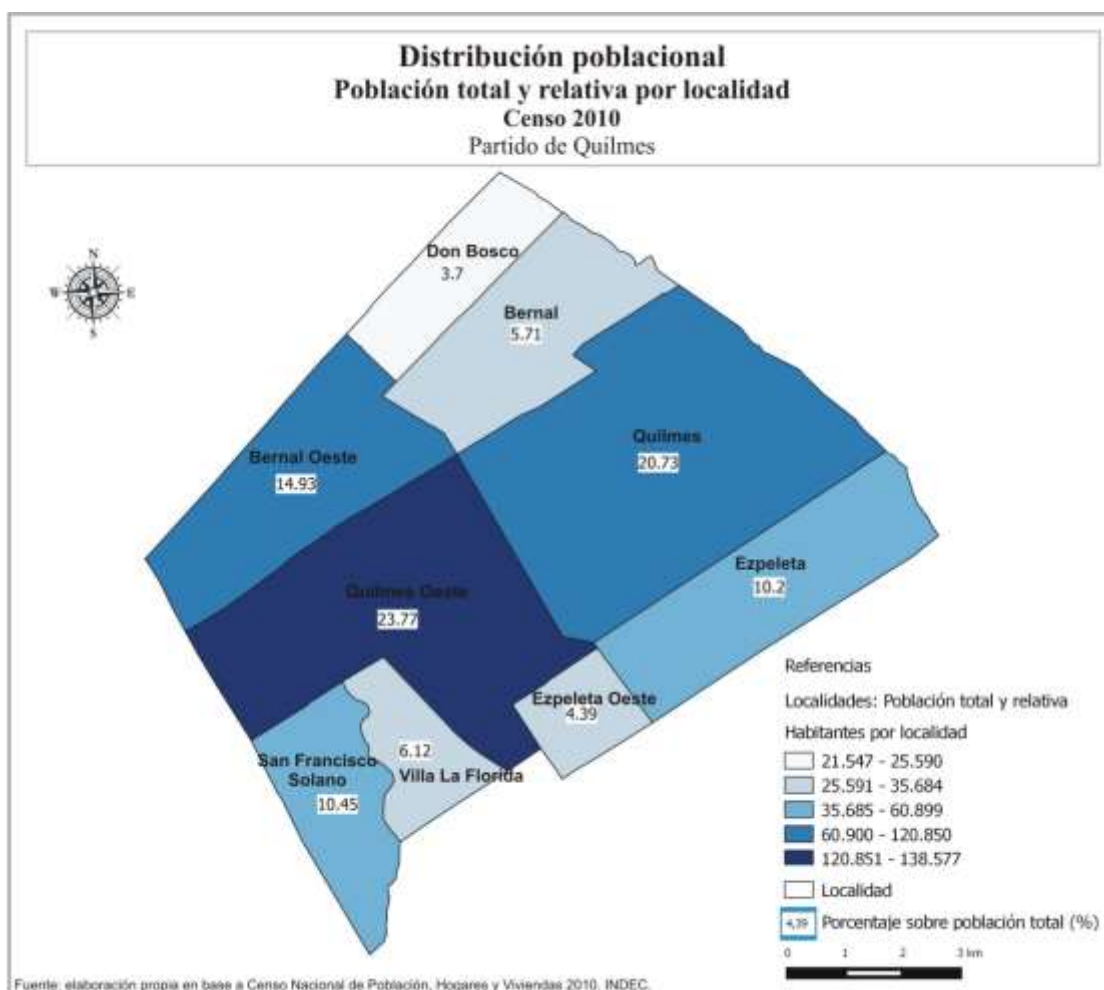 Distribución poblacional
Población total y relativa por localidad
Censo 2010
Partido de Quilmes
N
W
E
S
Don Bosco
3.7
Bernal
5.71
Quilmes
20.73
Bernal Oeste
14.93
Ezpeleta
10.2
Quilmes Oeste
23.77
Ezpeleta Oeste
4.39
6.12
Villa La Florida
San Francisco
Solano
10.45
Referencias
Localidades: Población total y relativa
Habitantes por localidad
21.547 - 25.590
25.591 - 35.684
35.685 - 60.899
60.900 - 120.850
120.851 - 138.577
Localidad
4,39 Porcentaje sobre población total (%)
0 1 2 3 km
Fuente: elaboración propia en base a Censo Nacional de Población, Hogares y Viviendas 2010. INDEC.